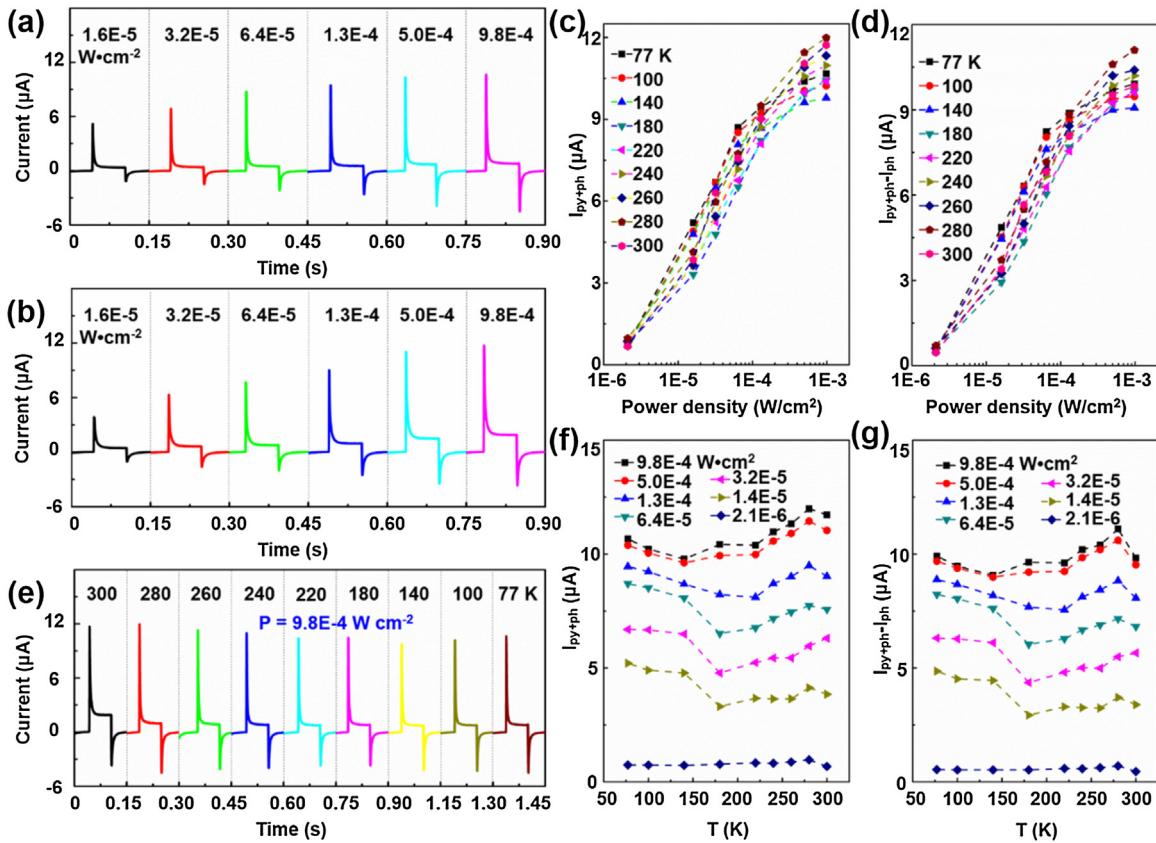 (a)
1.6E-5 3.2E-5 6.4E-5 1.3E-4 5.0E-4 9.8E-4
W•cm-2
12
6
0
-6
Current (μA)
0 0.15 0.30 0.45 0.60 0.75 0.90
Time (s)
(b)
1.6E-5 3.2E-5 6.4E-5 1.3E-4 5.0E-4 9.8E-4
W•cm-2
12
6
0
-6
Current (μA)
0 0.15 0.30 0.45 0.60 0.75 0.90
Time (s)
(e)
300 280 260 240 220 180 140 100 77 K
P = 9.8E-4 W cm-2
12
6
0
-6
Current (μA)
0 0.15 0.30 0.45 0.60 0.75 0.90 1.15 1.30 1.45
Time (s)
(c)
77 K
100
140
180
220
240
260
280
300
12
9
6
3
0
Ipy+ph (μA)
1E-6 1E-5 1E-4 1E-3
Power density (W/cm2)
(d)
77 K
100
140
180
220
240
260
280
300
12
9
6
3
0
Ipy+ph-Iph (μA)
1E-6 1E-5 1E-4 1E-3
Power density (W/cm2)
(f)
9.8E-4 W•cm2
5.0E-4 3.2E-5
1.3E-4 1.4E-5
6.4E-5 2.1E-6
15
10
5
0
Ipy+ph (μA)
50 100 150 200 250 300
T (K)
(g)
9.8E-4 W•cm2
5.0E-4 3.2E-5
1.3E-4 1.4E-5
6.4E-5 2.1E-6
15
10
5
0
Ipy+ph-Iph (μA)
50 100 150 200 250 300
T (K)